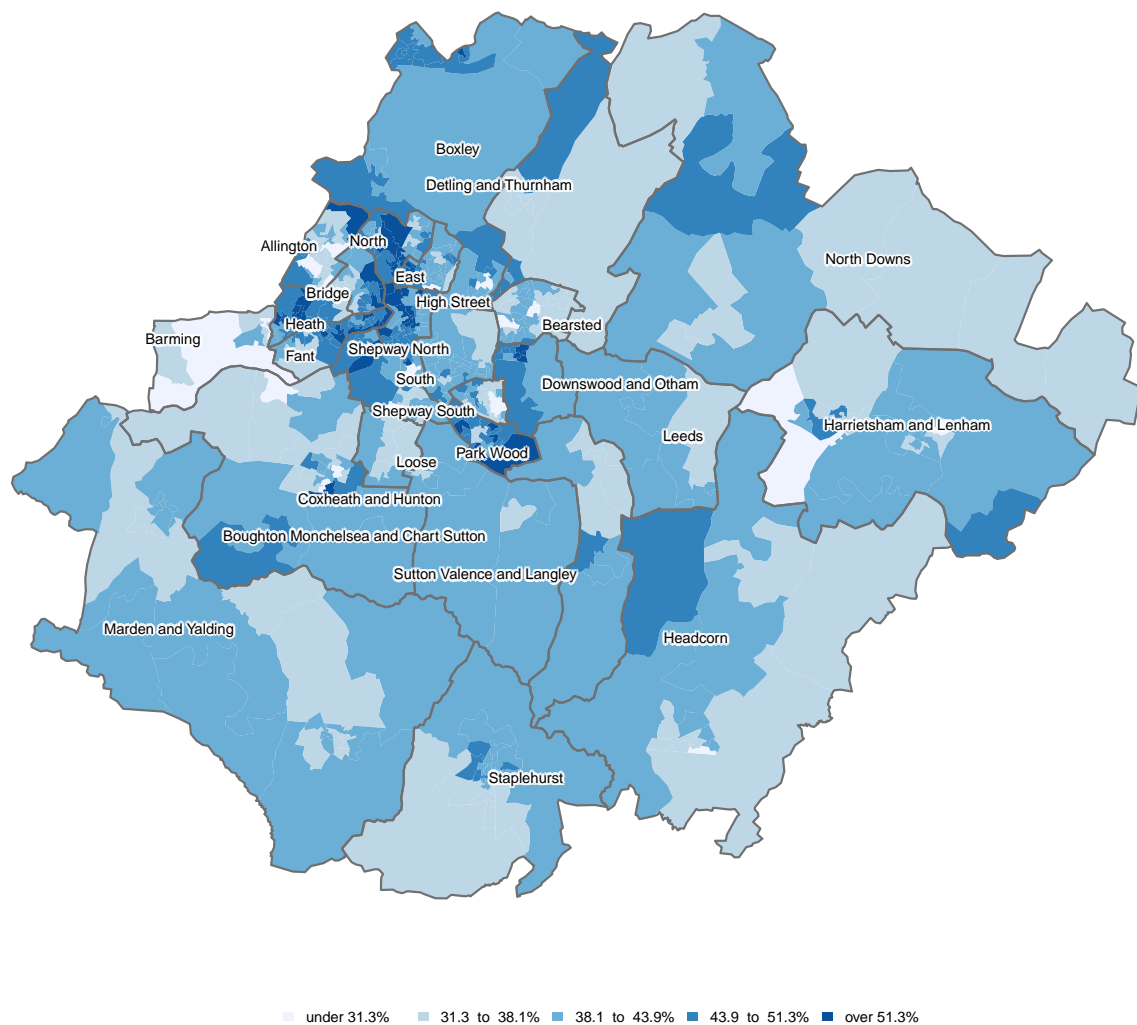 Boxley
Detling and Thurnham
North
Allington
North Downs
East
Bridge
High Street
Heath
Bearsted
Barming
Shepway North
Fant
South
Downswood and Otham
Shepway South
Harrietsham and Lenham
Leeds
Park Wood
Loose
Coxheath and Hunton
Boughton Monchelsea and Chart Sutton
Sutton Valence and Langley
Marden and Yalding
Headcorn
Staplehurst
under 31.3% 31.3 to 38.1% 38.1 to 43.9% 43.9 to 51.3% over 51.3%